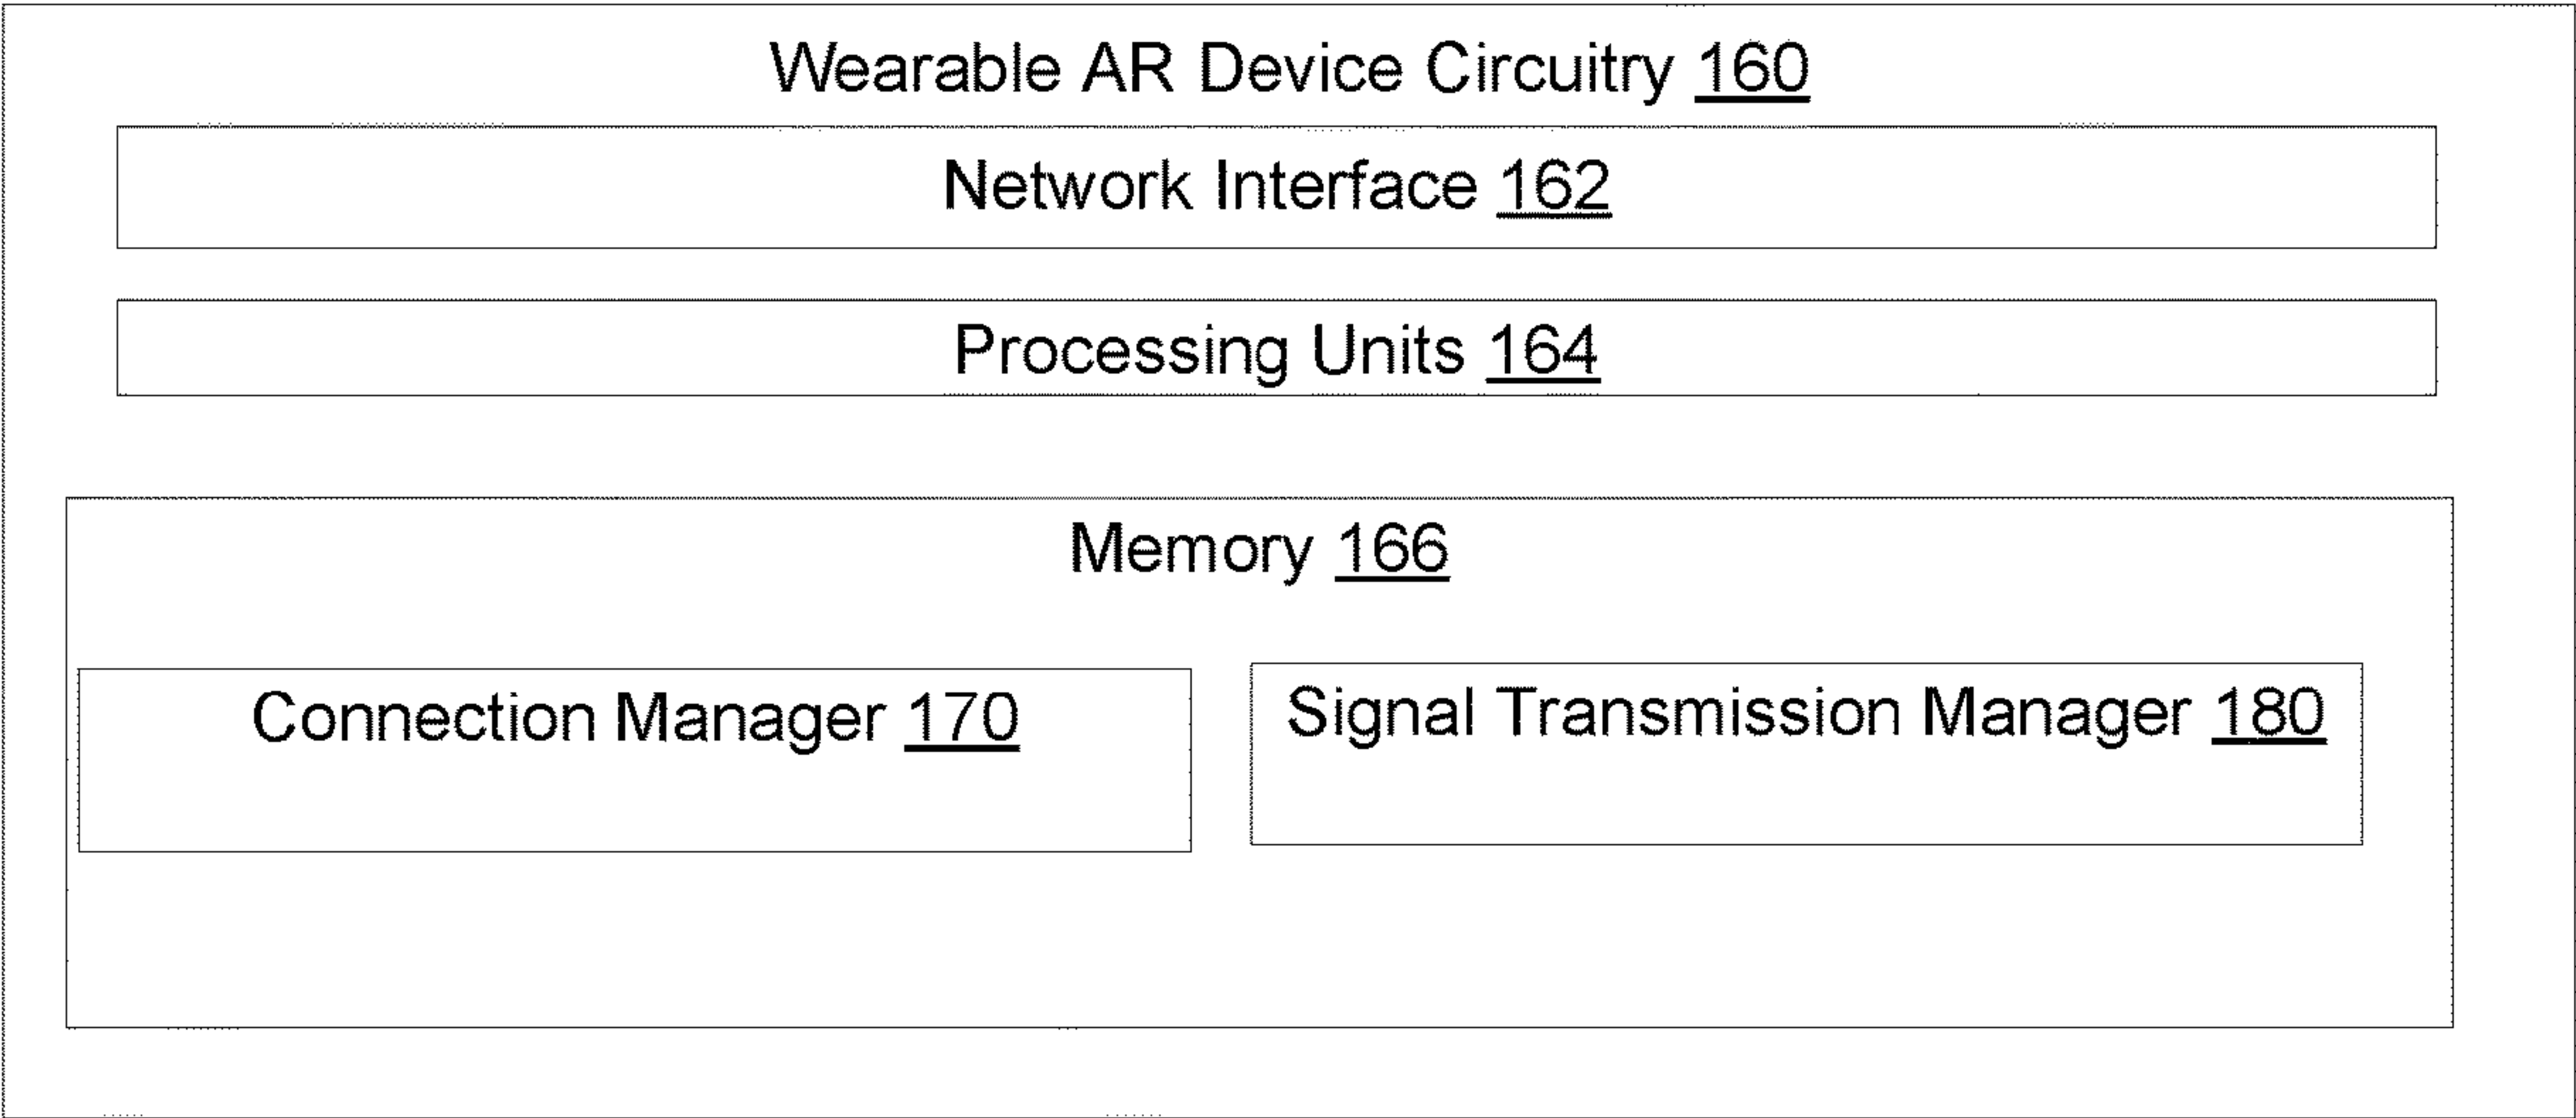 Wearable AR Device Circuitry 160
Network Interface 162
Processing Units 164
Memory 166
Connection Manager 170
Signal Transmission Manager 180